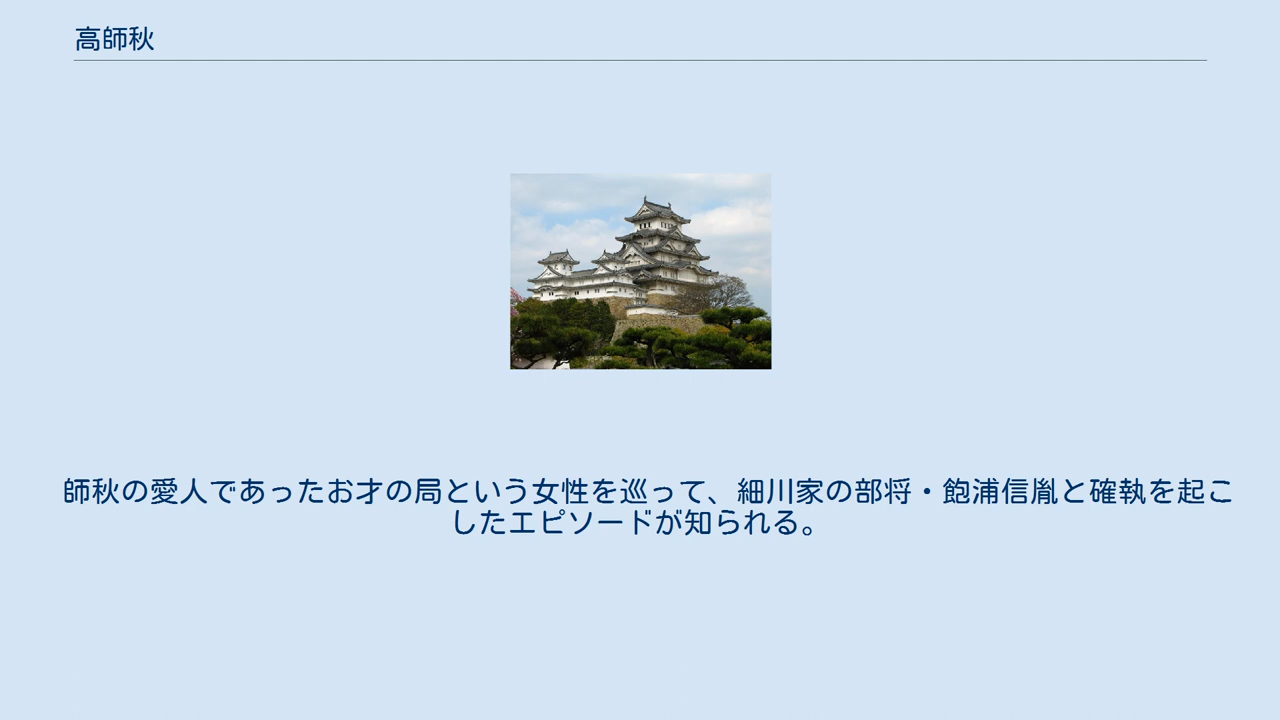 高師秋
師秋の愛人であったお才の局という女性を巡って、細川家の部将・飽浦信胤と確執を起こ
したエピソードが知られる。